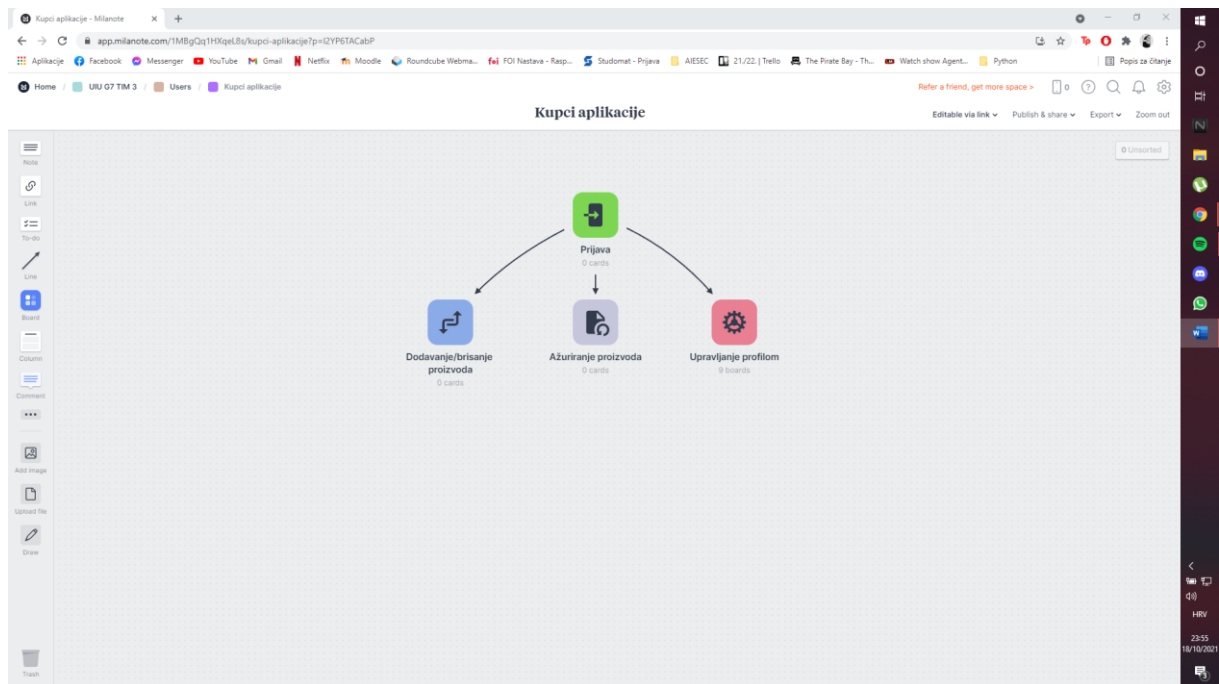 Kupci aplikacije - Milanote
app.milanote.com/1MBgQq1HXqeL8s/kupci-aplikacije?p=I2YP6TACabP
Aplikacije Facebook Messenger YouTube Gmail Netflix Moodle Roundcube Webma... foi FOI Nastava - Rasp... Studomat - Prijava AIESEC 21./22. | Trello The Pirate Bay - Th... Watch show Agent... Python Popis za čitanje
Home / UIU G7 TIM 3 / Users / Kupci aplikacije
Refer a friend, get more space > 0
Kupci aplikacije
Editable via link Publish & share Export Zoom out
0 Unsorted
Note
Link
To-do
Line
Board
Column
Comment
Add image
Upload file
Draw
Trash
Prijava
0 cards
Dodavanje/brisanje
proizvoda
0 cards
Ažuriranje proizvoda
0 cards
Upravljanje profilom
9 boards
HRV
23:55
18/10/2021